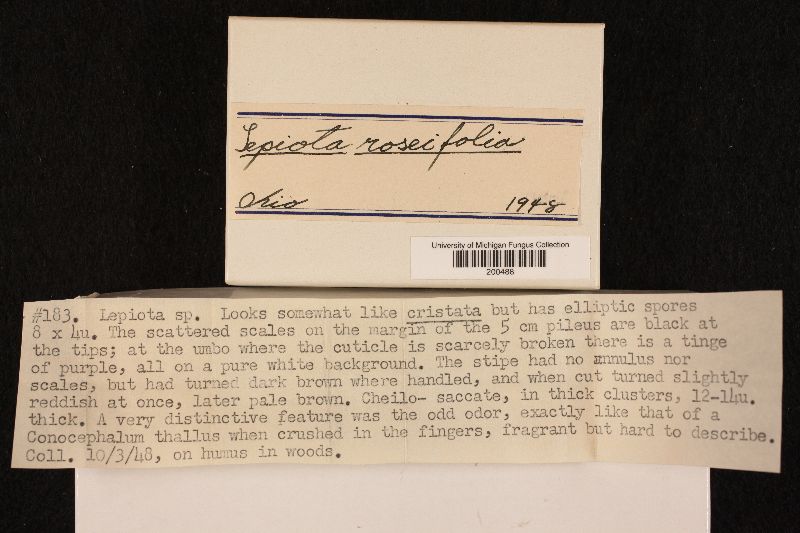 Lepiota roseifolia
Ohio 1948
University of Michigan Fungus Collection
200486
#183. Lepiota sp. Looks somewhat like cristata but has elliptic spores
8 x 4u. The scattered scales on the margin of the 5 cm pileus are black at
the tips; at the umbo where the cuticle is scarcely broken there is a tinge
of purple, all on a pure white background. The stipe had no annulus nor
scales, but had turned dark brown where handled, and when cut turned slightly
reddish at once, later pale brown. Cheilo- saccate, in thick clusters, 12-14u.
thick. A very distinctive feature was the odd odor, exactly like that of a
Conocephalum thallus when crushed in the fingers, fragrant but hard to describe.
Coll. 10/3/48, on humus in woods.